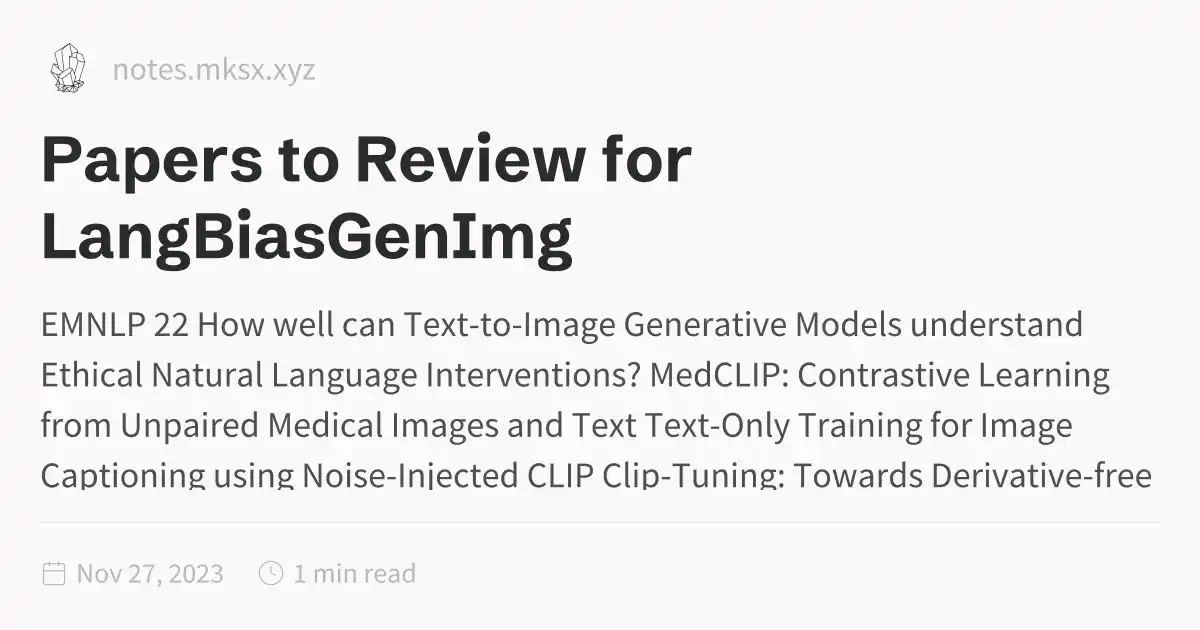 notes.mksx.xyz
Papers to Review for
LangBiasGenImg
EMNLP 22 How well can Text-to-Image Generative Models understand
Ethical Natural Language Interventions? MedCLIP: Contrastive Learning
from Unpaired Medical Images and Text Text-Only Training for Image
Captioning using Noise-Injected CLIP Clip-Tuning: Towards Derivative-free
Nov 27, 2023
1 min read